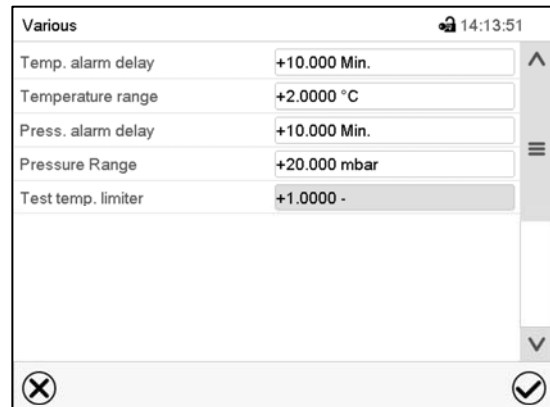 Various 14:13:51
Temp. alarm delay +10.000 Min.
Temperature range +2.0000 °C
Press. alarm delay +10.000 Min.
Pressure Range +20.000 mbar
Test temp. limiter +1.0000 -